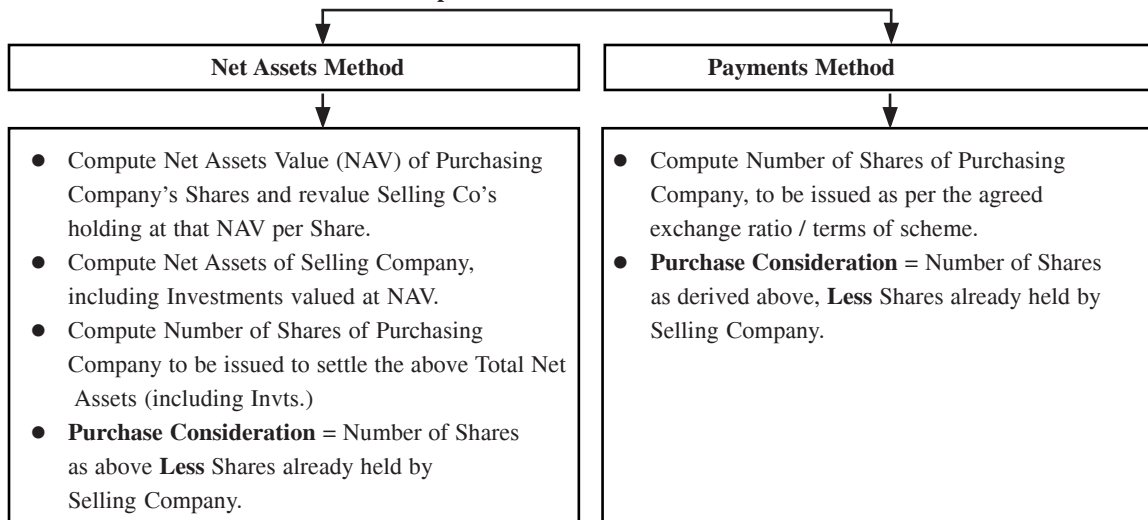 Net Assets Method
Payments Method
● Compute Net Assets Value (NAV) of Purchasing
Company's Shares and revalue Selling Co's
holding at that NAV per Share.
● Compute Net Assets of Selling Company,
including Investments valued at NAV.
● Compute Number of Shares of Purchasing
Company to be issued to settle the above Total Net
Assets (including Invts.)
● Purchase Consideration = Number of Shares
as above Less Shares already held by
Selling Company.
● Compute Number of Shares of Purchasing
Company, to be issued as per the agreed
exchange ratio / terms of scheme.
● Purchase Consideration = Number of Shares
as derived above, Less Shares already held by
Selling Company.